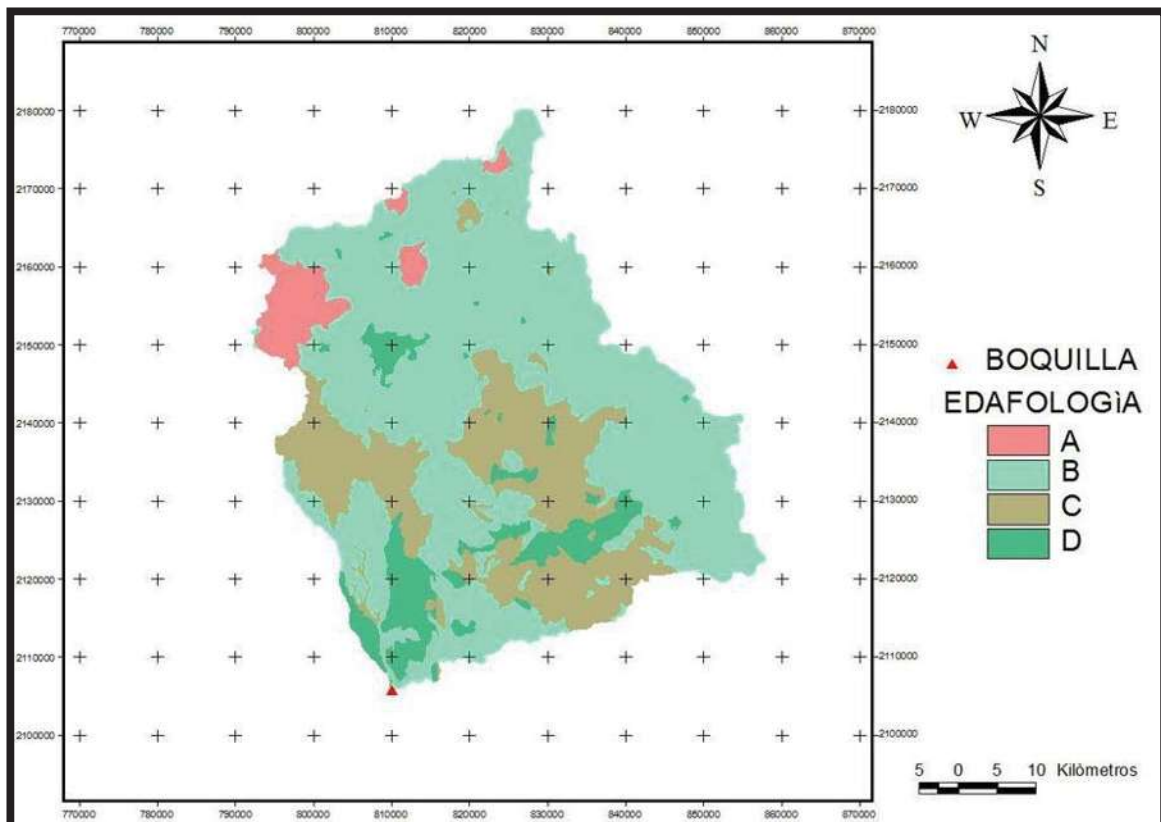 770000 780000 790000 800000 810000 820000 830000 840000 850000 860000 870000
N
W E
S
2180000 2180000
2170000 2170000
2160000 2160000
2150000 2150000
2140000 2140000
2130000 2130000
2120000 2120000
2110000 2110000
2100000 2100000
BOQUILLA
EDAFOLOGìA
A
B
C
D
5 0 5 10 Kilòmetros
770000 780000 790000 800000 810000 820000 830000 840000 850000 860000 870000